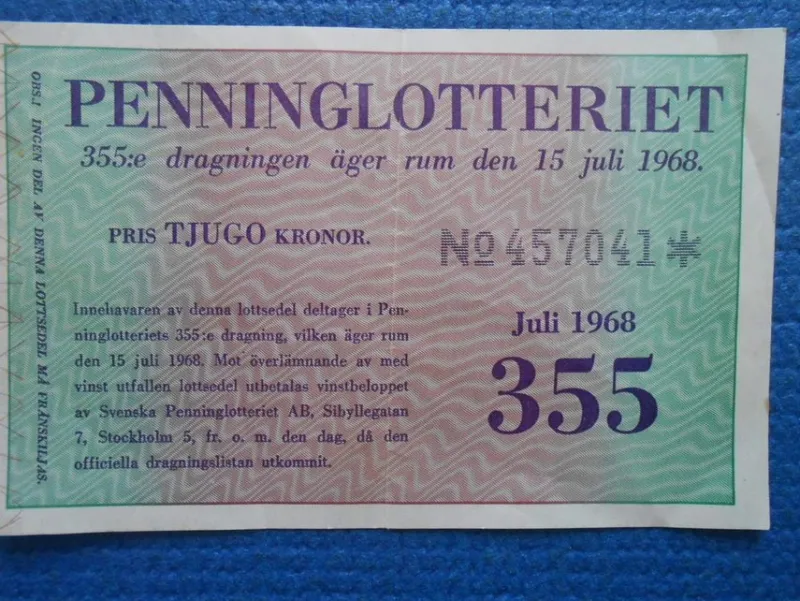 PENNINGLOTTERIET
355:e dragningen äger rum den 15 juli 1968.
PRIS TJUGO KRONOR.
No 457041*
Innehavaren av denna lottsedel deltager i Pen-
ninglotteriets 355:e dragning, vilken äger rum
den 15 juli 1968. Mot överlämnande av med
vinst utfallen lottsedel utbetalas vinstbeloppet
av Svenska Penninglotteriet AB, Sibyllegatan
7, Stockholm 5, fr. o. m. den dag, då den
officiella dragningslistan utkommit.
Juli 1968
355
OBS.! INGEN DEL AV DENNA LOTTSEDEL MÅ FRÅNSKILJAS.